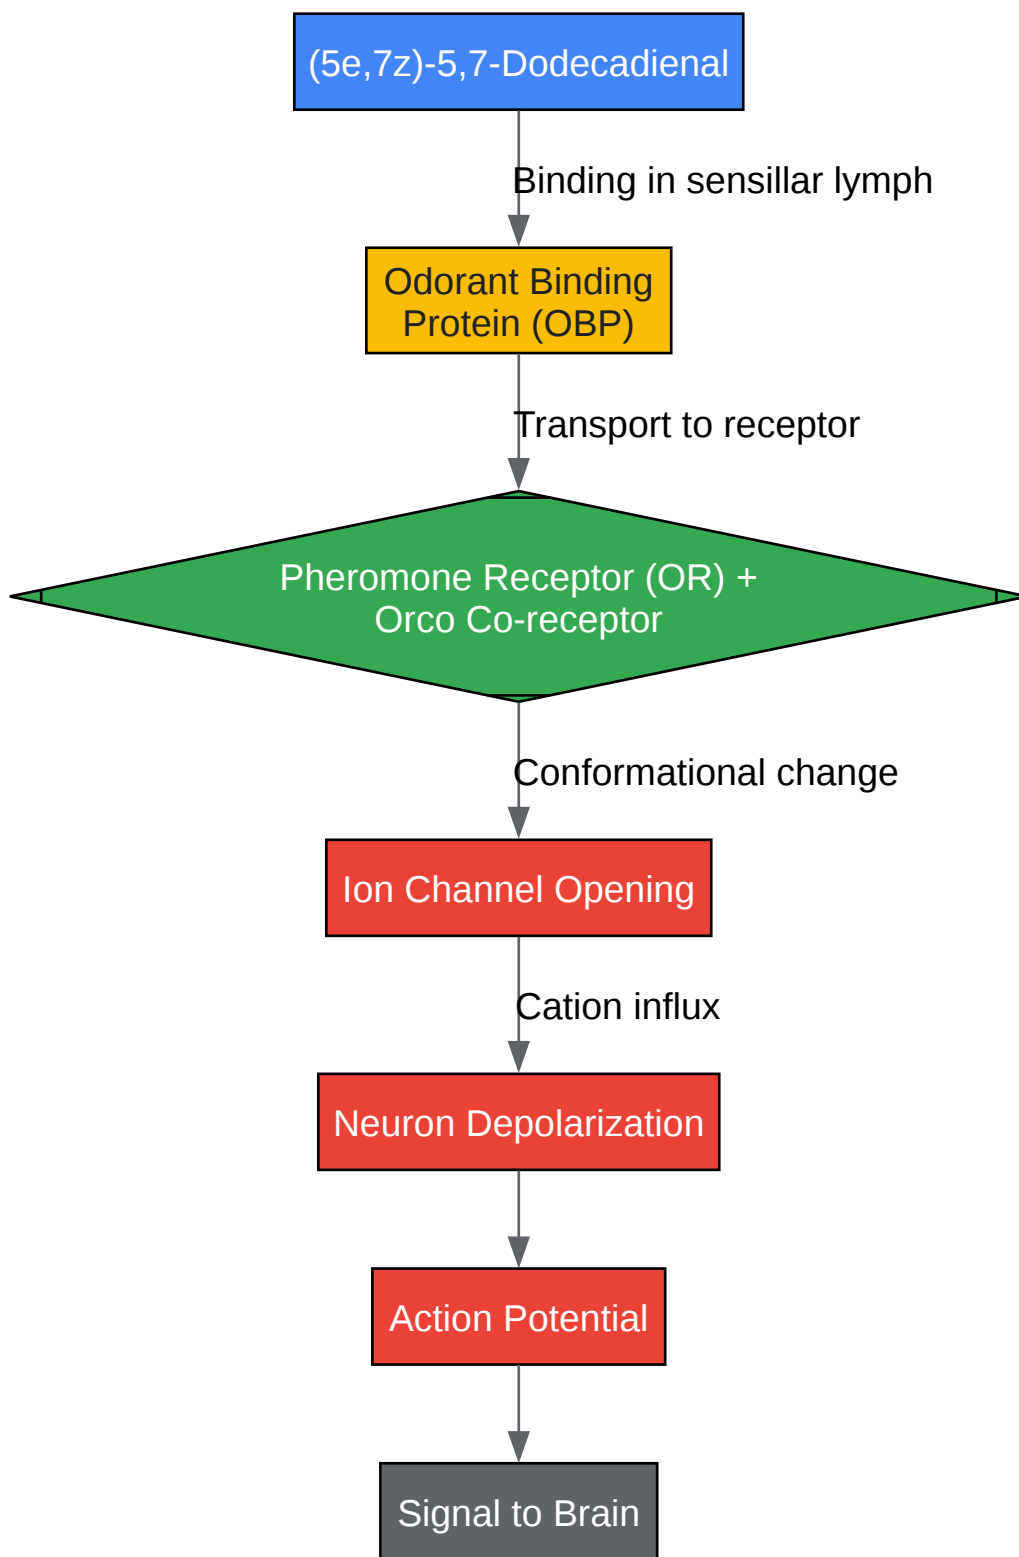 (5e,7z)-5,7-Dodecadienal
Binding in sensillar lymph
Odorant Binding
Protein (OBP)
Transport to receptor
Pheromone Receptor (OR) +
Orco Co-receptor
Conformational change
Ion Channel Opening
Cation influx
Neuron Depolarization
Action Potential
Signal to Brain